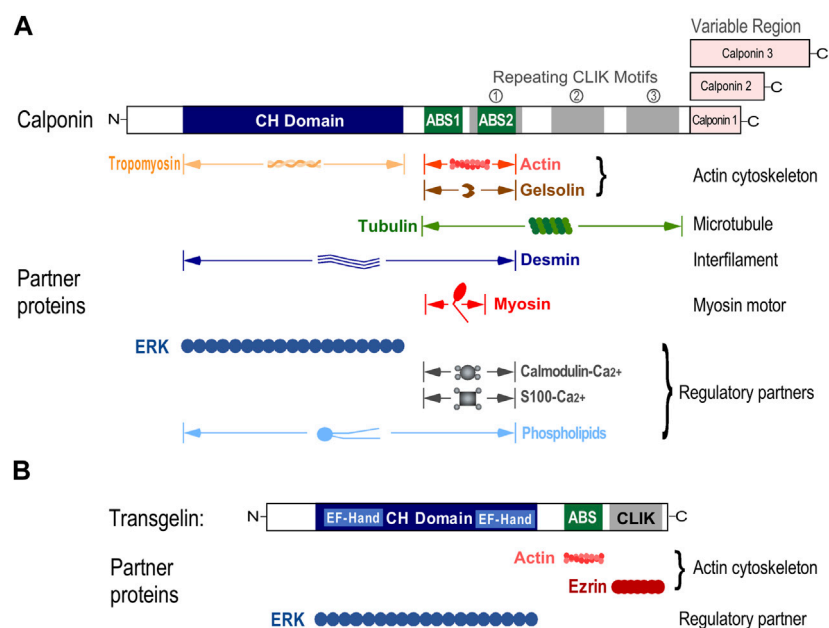 A
Variable Region
Calponin 3
C
Repeating CLIK Motifs
Calponin 2
C
1
2
3
Calponin
N
CH Domain
ABS1
ABS2
Calponin 1
C
Tropomyosin
Actin
Gelsolin
}
Actin cytoskeleton
Tubulin
Microtubule
Desmin
Interfilament
Partner
proteins
Myosin
Myosin motor
ERK
Calmodulin-Ca2+
S100-Ca2+
}
Regulatory partners
Phospholipids
B
Transgelin:
N
EF-Hand
CH Domain
EF-Hand
ABS
CLIK
C
Partner
proteins
Actin
Ezrin
}
Actin cytoskeleton
ERK
Regulatory partner